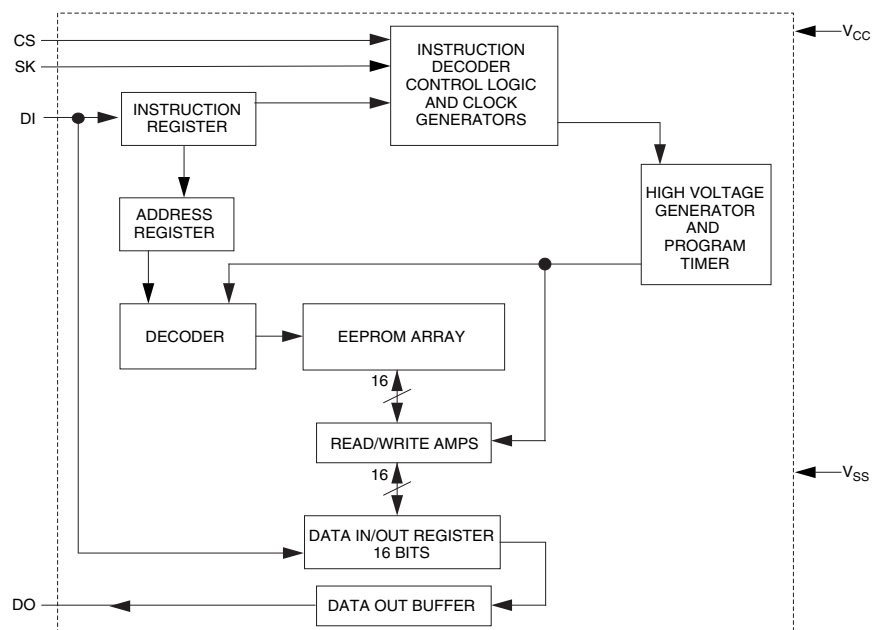 CS
SK
DI
INSTRUCTION
DECODER
CONTROL LOGIC
AND CLOCK
GENERATORS
V_CC
INSTRUCTION
REGISTER
ADDRESS
REGISTER
HIGH VOLTAGE
GENERATOR
AND
PROGRAM
TIMER
DECODER
EEPROM ARRAY
16
READ/WRITE AMPS
16
V_SS
DATA IN/OUT REGISTER
16 BITS
DO
DATA OUT BUFFER